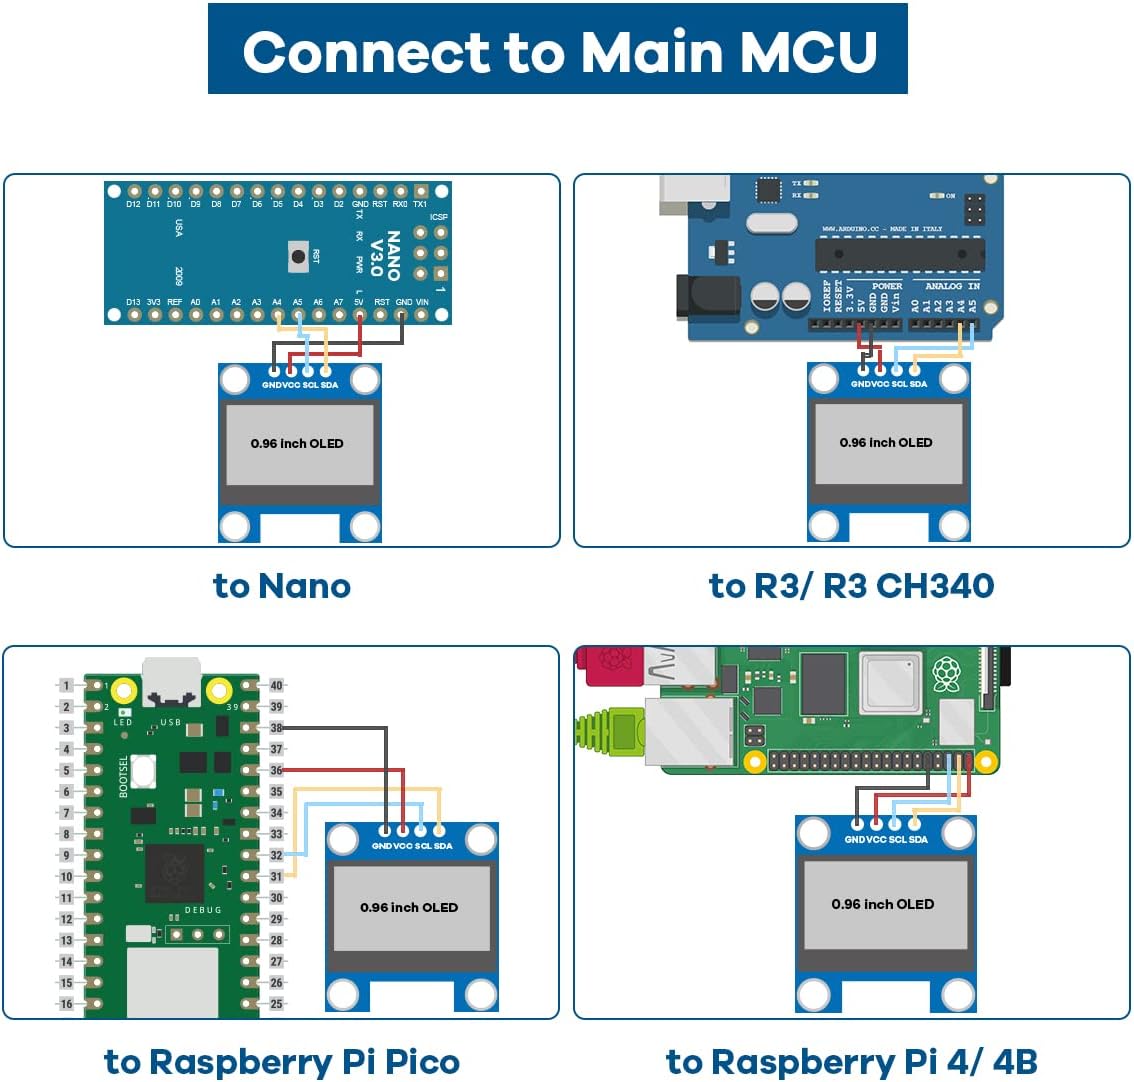 Connect to Main MCU
D12 D11 D10 D9 D8 D7 D6 D5 D4 D3 D2 GND RST RX0 TX1
USA
2009
RST
TX
RX
PWR
L
NANO
V3.0
ICSP
1
D13 3V3 REF A0 A1 A2 A3 A4 A5 A6 A7 5V RST GND VIN
GND VCC SCL SDA
0.96 inch OLED
to Nano
TX
RX
ON
WWW.ARDUINO.CC - MADE IN ITALY
POWER
ANALOG IN
IOREF
RESET
3.3V
5V
GND
GND
Vin
A0
A1
A2
A3
A4
A5
GND VCC SCL SDA
0.96 inch OLED
to R3/ R3 CH340
1
2
3
4
5
6
7
8
9
10
11
12
13
14
15
16
1
2
LED
USB
39
BOOTSEL
DEBUG
40
39
38
37
36
35
34
33
32
31
30
29
28
27
26
25
GND VCC SCL SDA
0.96 inch OLED
to Raspberry Pi Pico
GND VCC SCL SDA
0.96 inch OLED
to Raspberry Pi 4/ 4B